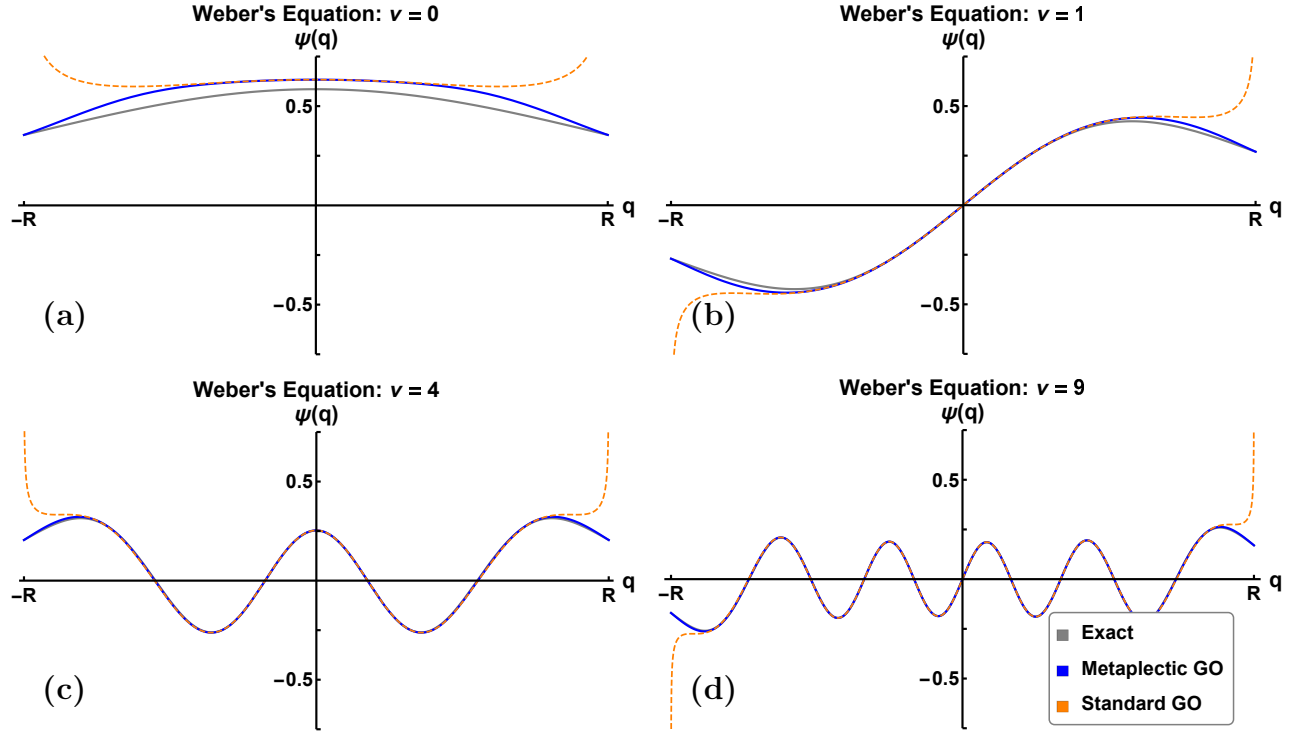 Weber's Equation: ν = 0
ψ(q)
0.5
−R
R
q
−0.5
(a)
Weber's Equation: ν = 1
ψ(q)
0.5
−R
R
q
−0.5
(b)
Weber's Equation: ν = 4
ψ(q)
0.5
−R
R
q
−0.5
(c)
Weber's Equation: ν = 9
ψ(q)
0.5
−R
R
q
−0.5
(d)
Exact
Metaplectic GO
Standard GO